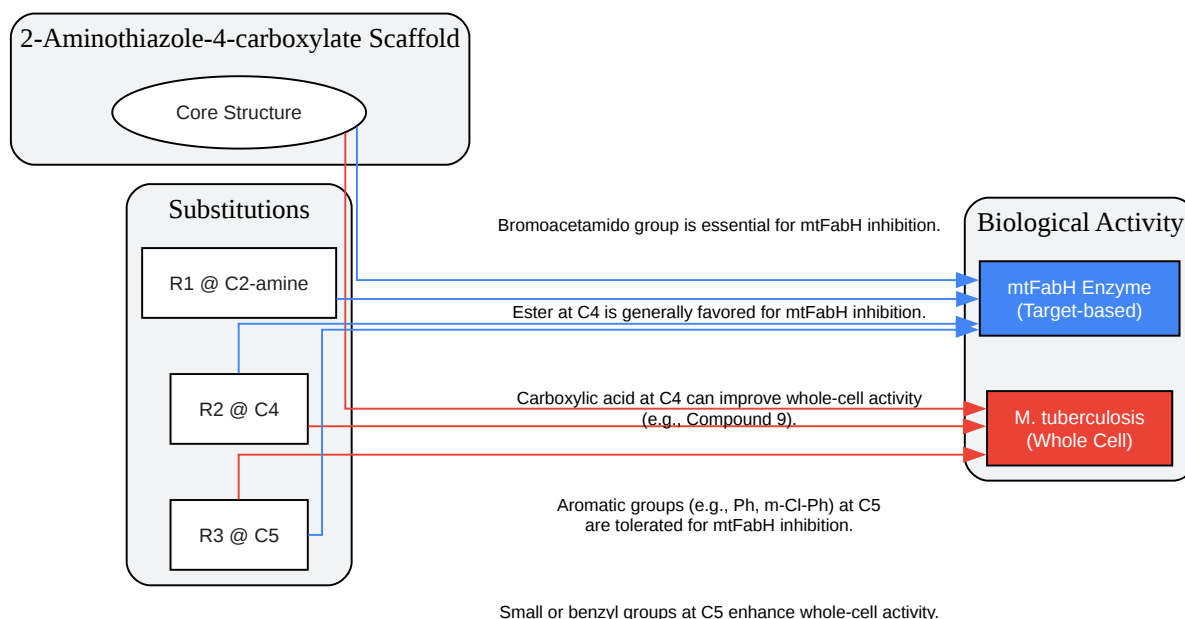 2-Aminothiazole-4-carboxylate Scaffold
Core Structure
Substitutions
R1 @ C2-amine
R2 @ C4
R3 @ C5
Bromoacetamido group is essential for mtFabH inhibition.
Ester at C4 is generally favored for mtFabH inhibition.
Carboxylic acid at C4 can improve whole-cell activity
(e.g., Compound 9).
Aromatic groups (e.g., Ph, m-Cl-Ph) at C5
are tolerated for mtFabH inhibition.
Small or benzyl groups at C5 enhance whole-cell activity.
Biological Activity
mtFabH Enzyme
(Target-based)
M. tuberculosis
(Whole Cell)